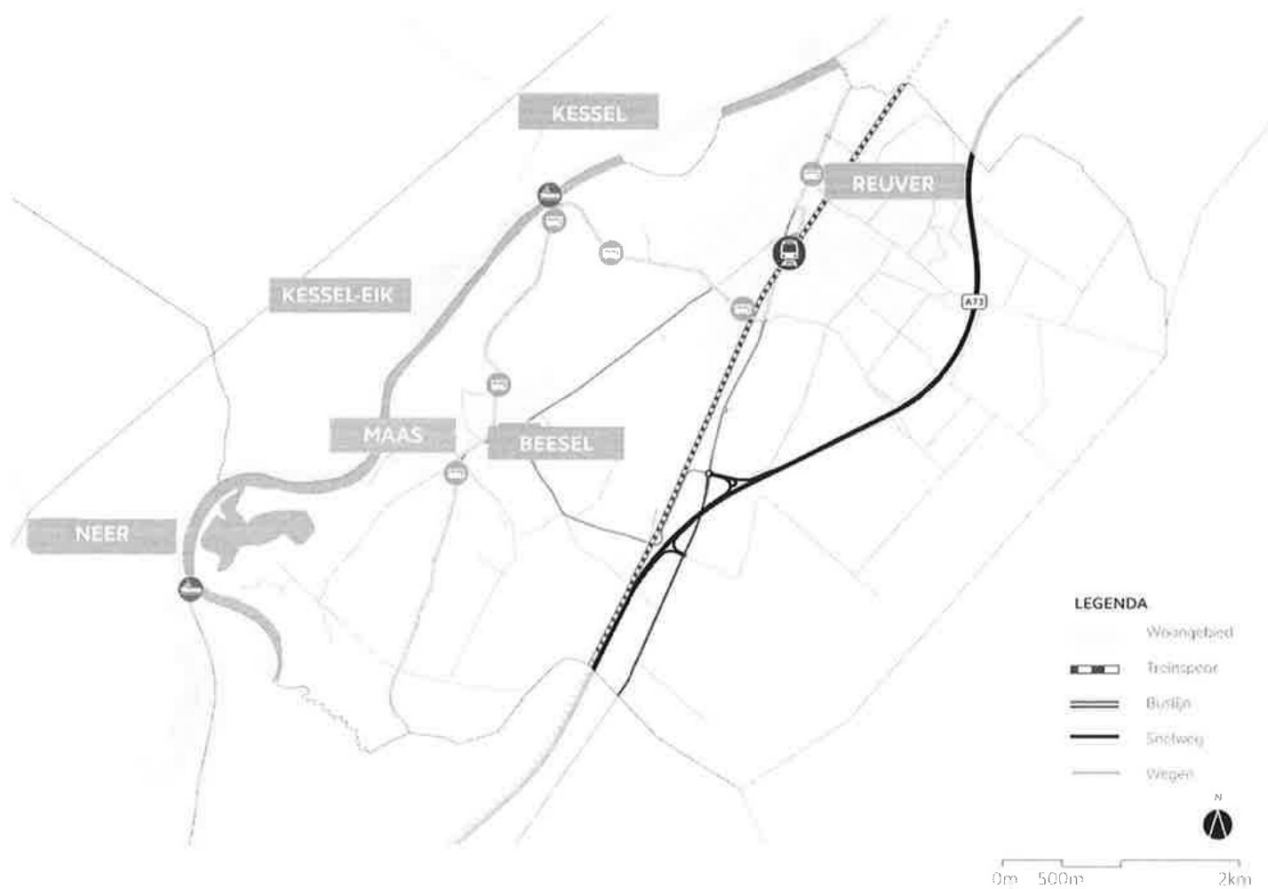 KESSEL
REUVER
KESSEL-EIK
A73
MAAS
BEESEL
NEER
LEGENDA
Woongebied
Treinspoor
Buslijn
Snelweg
Wegen
N
0m 500m 2km